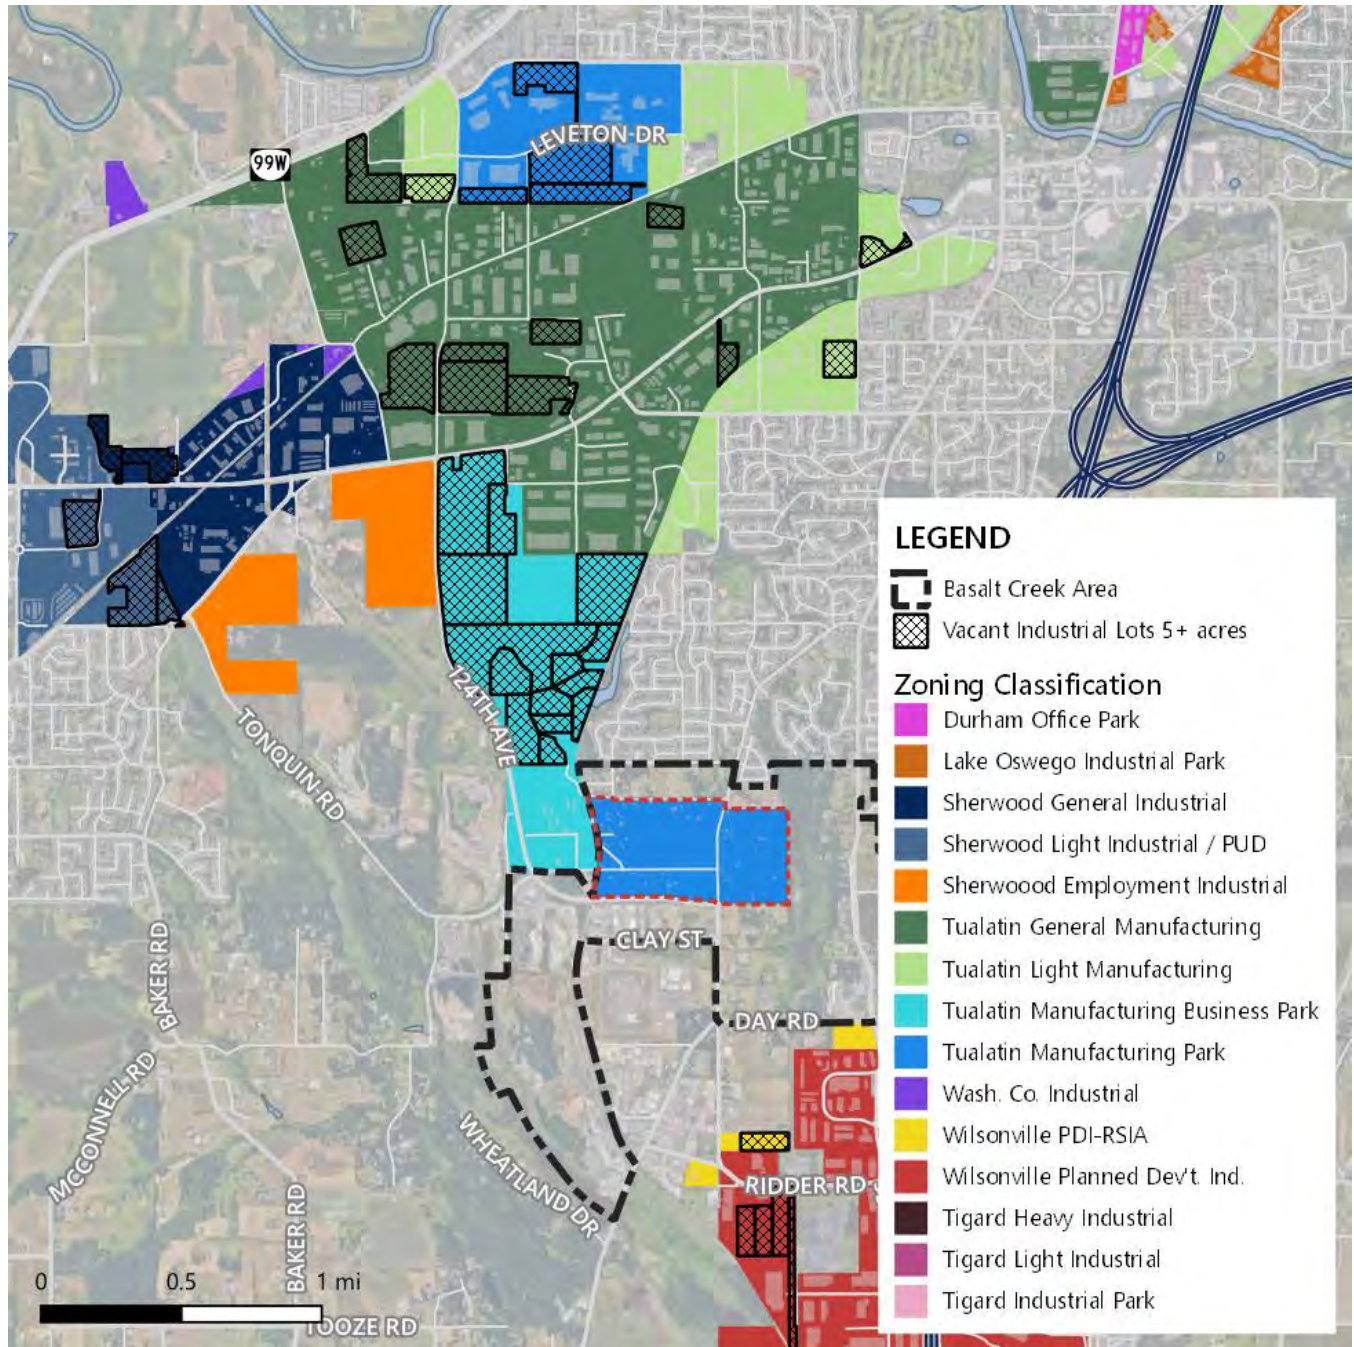 99W
LEVETON DR
124TH AVE
TONQUIN RD
CLAY ST
DAY RD
BAKER RD
MCCONNELL RD
WHEATLAND DR
BAKER RD
RIDDER RD
TOOZE RD
0 0.5 1 mi
LEGEND
Basalt Creek Area
Vacant Industrial Lots 5+ acres
Zoning Classification
Durham Office Park
Lake Oswego Industrial Park
Sherwood General Industrial
Sherwood Light Industrial / PUD
Sherwoood Employment Industrial
Tualatin General Manufacturing
Tualatin Light Manufacturing
Tualatin Manufacturing Business Park
Tualatin Manufacturing Park
Wash. Co. Industrial
Wilsonville PDI-RSIA
Wilsonville Planned Dev't. Ind.
Tigard Heavy Industrial
Tigard Light Industrial
Tigard Industrial Park